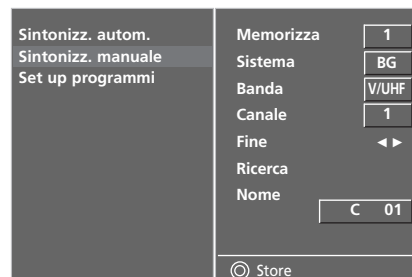 Sintonizz. autom.
Sintonizz. manuale
Set up programmi
Memorizza 1
Sistema BG
Banda V/UHF
Canale 1
Fine ◄ ►
Ricerca
Nome
C 01
Store